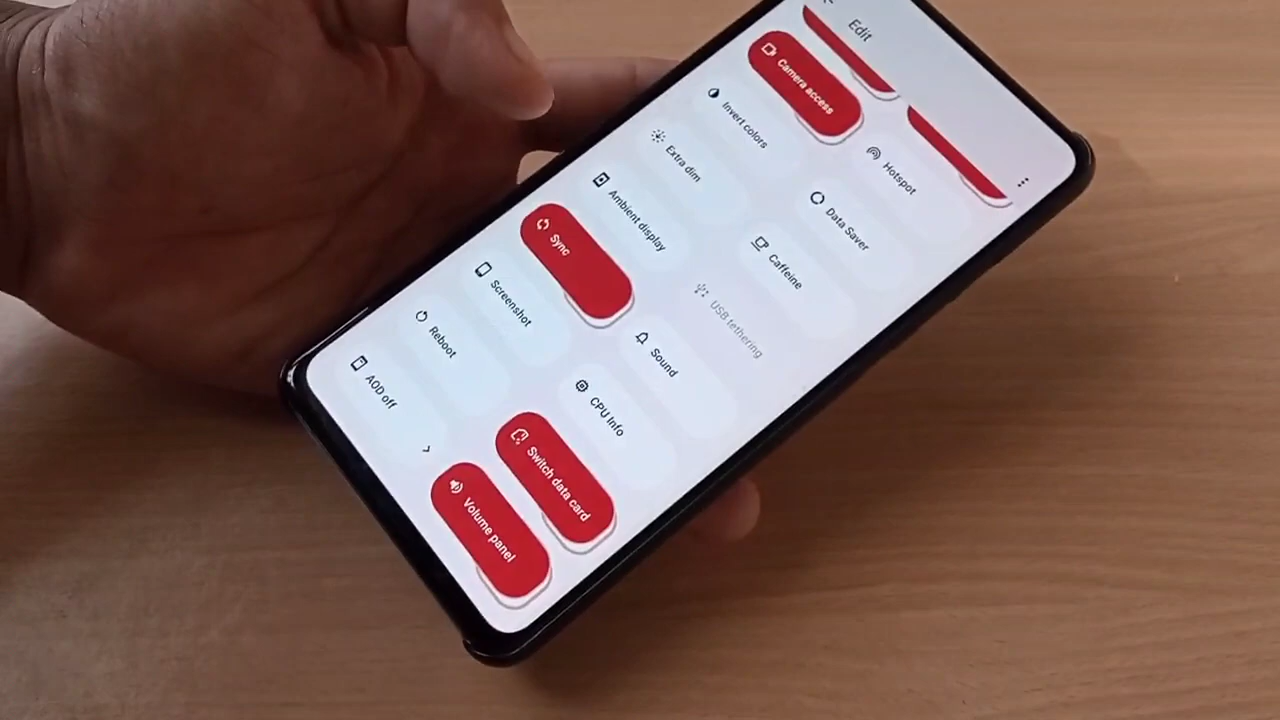 Edit
Camera access
Invert colors
Hotspot
Extra dim
Data Saver
Ambient display
Caffeine
Sync
USB tethering
Screenshot
Sound
Reboot
CPU Info
AOD off
Switch data card
Volume panel